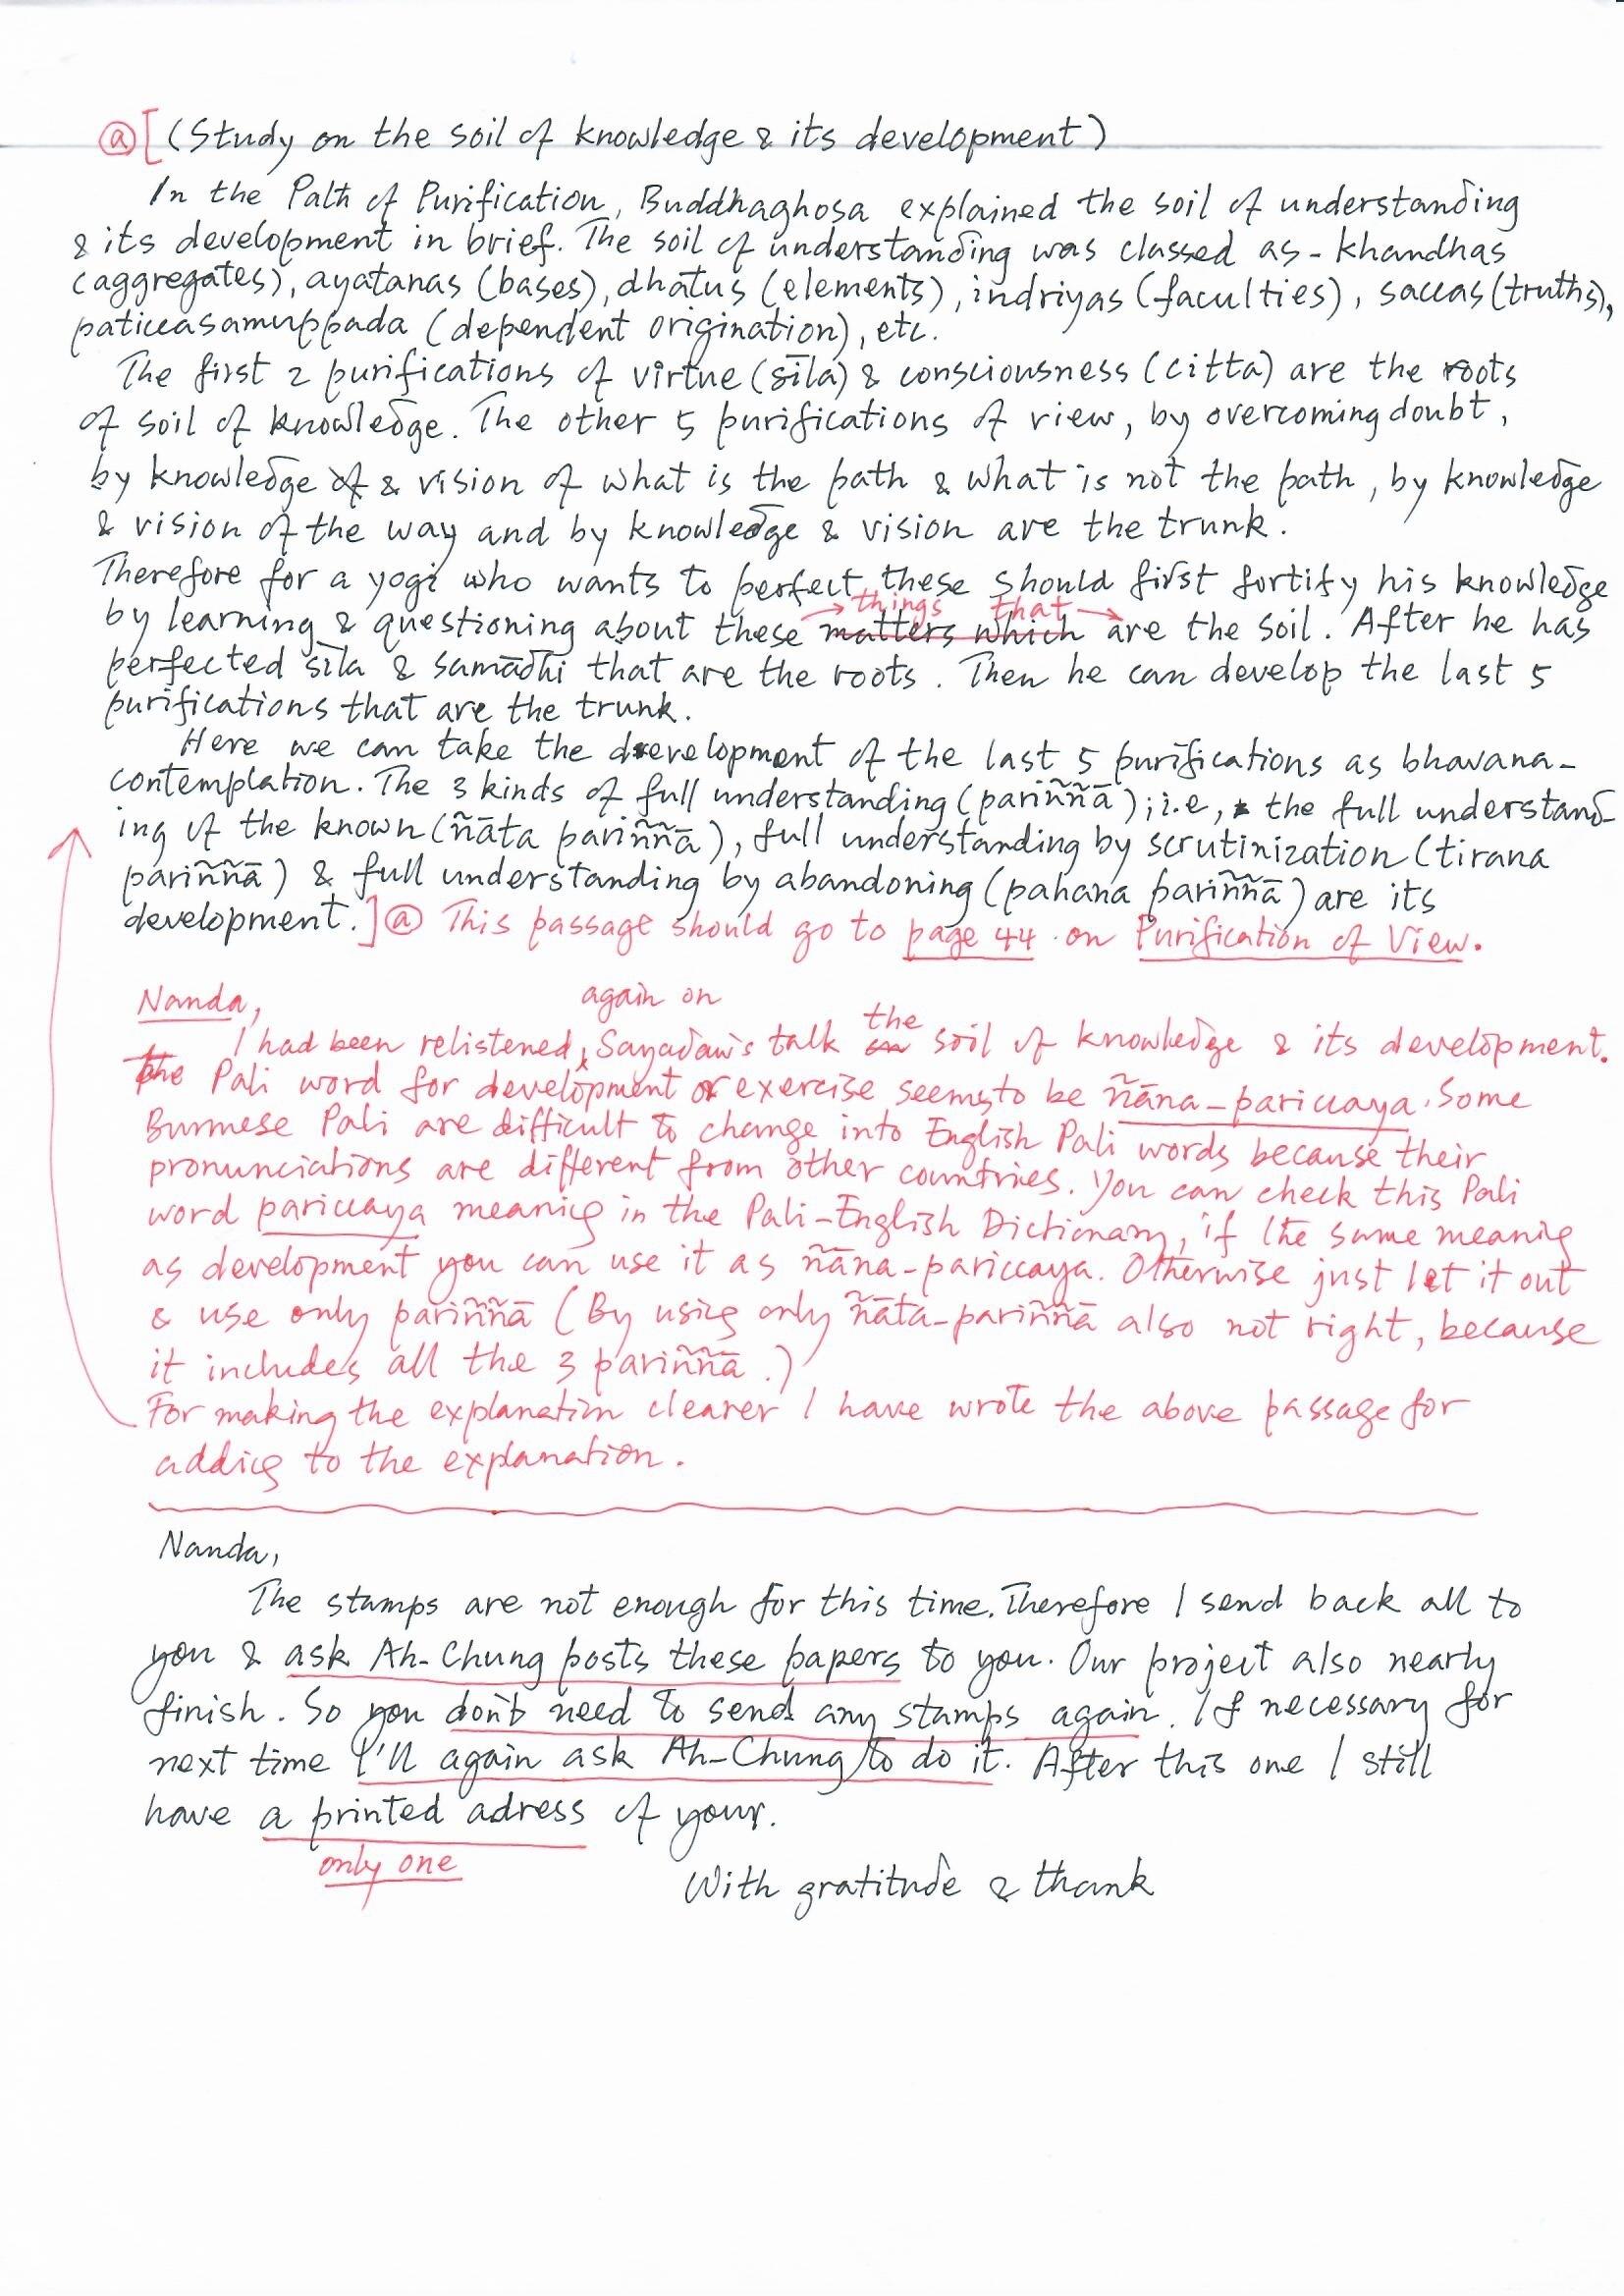 ⓐ[(Study on the soil of knowledge & its development)
In the Path of Purification, Buddhaghosa explained the soil of understanding
& its development in brief. The soil of understanding was classed as - khandhas
(aggregates), ayatanas (bases), dhatus (elements), indriyas (faculties), saccas (truths),
paticcasamuppada (dependent origination), etc.
The first 2 purifications of virtue (sīla) & consciousness (citta) are the roots
of soil of knowledge. The other 5 purifications of view, by overcoming doubt,
by knowledge of & vision of what is the path & what is not the path, by knowledge
& vision of the way and by knowledge & vision are the trunk.
Therefore for a yogi who wants to perfect these should first fortify his knowledge
things that
by learning & questioning about these matters which are the soil. After he has
perfected sīla & samādhi that are the roots. Then he can develop the last 5
purifications that are the trunk.
Here we can take the development of the last 5 purifications as bhavana -
contemplation. The 3 kinds of full understanding (pariññā); i.e, the full understand-
ing of the known (ñāta pariññā), full understanding by scrutinization (tirana
pariññā) & full understanding by abandoning (pahana pariññā) are its
development.]ⓐ This passage should go to page 44 on Purification of View.
Nanda,
again on
I had been relistened, Sayadaw's talk on the soil of knowledge & its development.
The Pali word for development or exercise seems to be ñāna-pariccaya. Some
Burmese Pali are difficult to change into English Pali words because their
pronunciations are different from other countries. You can check this Pali
word pariccaya meaning in the Pali-English Dictionary, if the same meaning
as development you can use it as ñāna-pariccaya. Otherwise just let it out
& use only pariññā (By using only ñāta-pariññā also not right, because
it includes all the 3 pariññā.)
For making the explanation clearer I have wrote the above passage for
adding to the explanation.
Nanda,
The stamps are not enough for this time. Therefore I send back all to
you & ask Ah-Chung posts these papers to you. Our project also nearly
finish. So you don't need to send any stamps again. If necessary for
next time I'll again ask Ah-Chung to do it. After this one I still
have a printed adress of your.
only one
With gratitude & thank